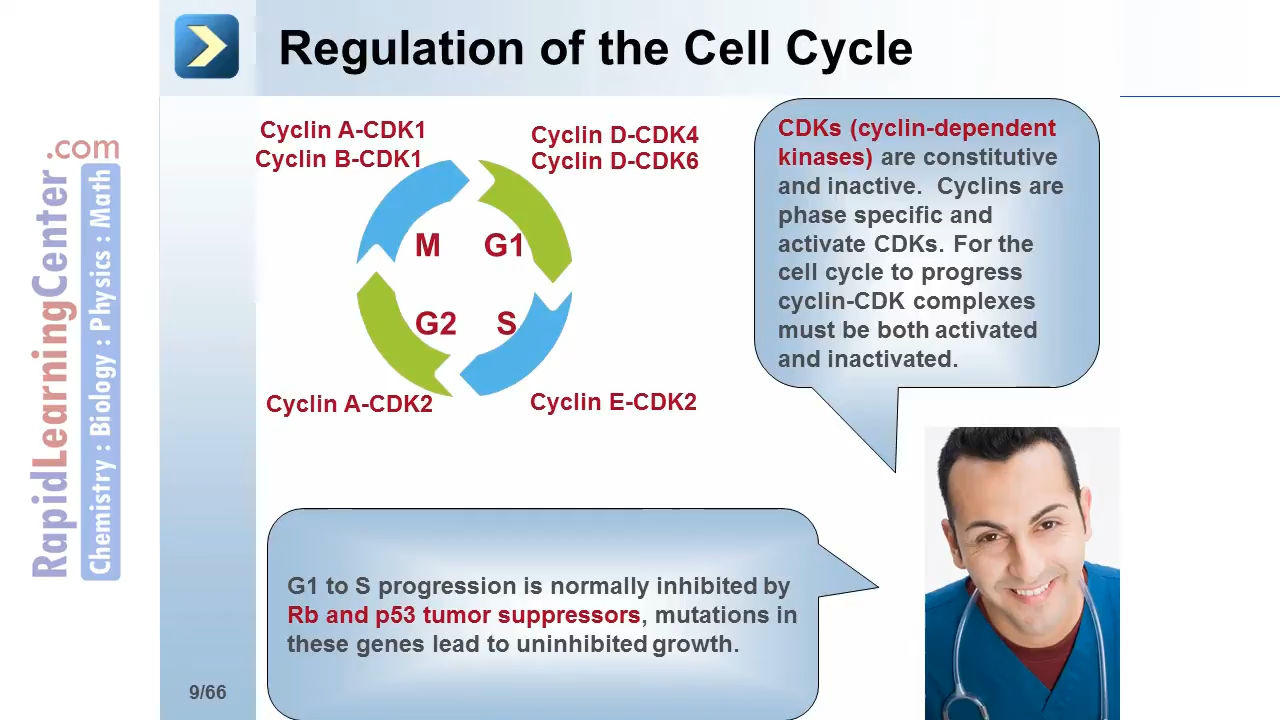 Regulation of the Cell Cycle
.com
RapidLearningCenter
Chemistry : Biology : Physics : Math
Cyclin A-CDK1
Cyclin B-CDK1
Cyclin D-CDK4
Cyclin D-CDK6
M
G1
G2
S
Cyclin A-CDK2
Cyclin E-CDK2
CDKs (cyclin-dependent
kinases) are constitutive
and inactive. Cyclins are
phase specific and
activate CDKs. For the
cell cycle to progress
cyclin-CDK complexes
must be both activated
and inactivated.
G1 to S progression is normally inhibited by
Rb and p53 tumor suppressors, mutations in
these genes lead to uninhibited growth.
9/66